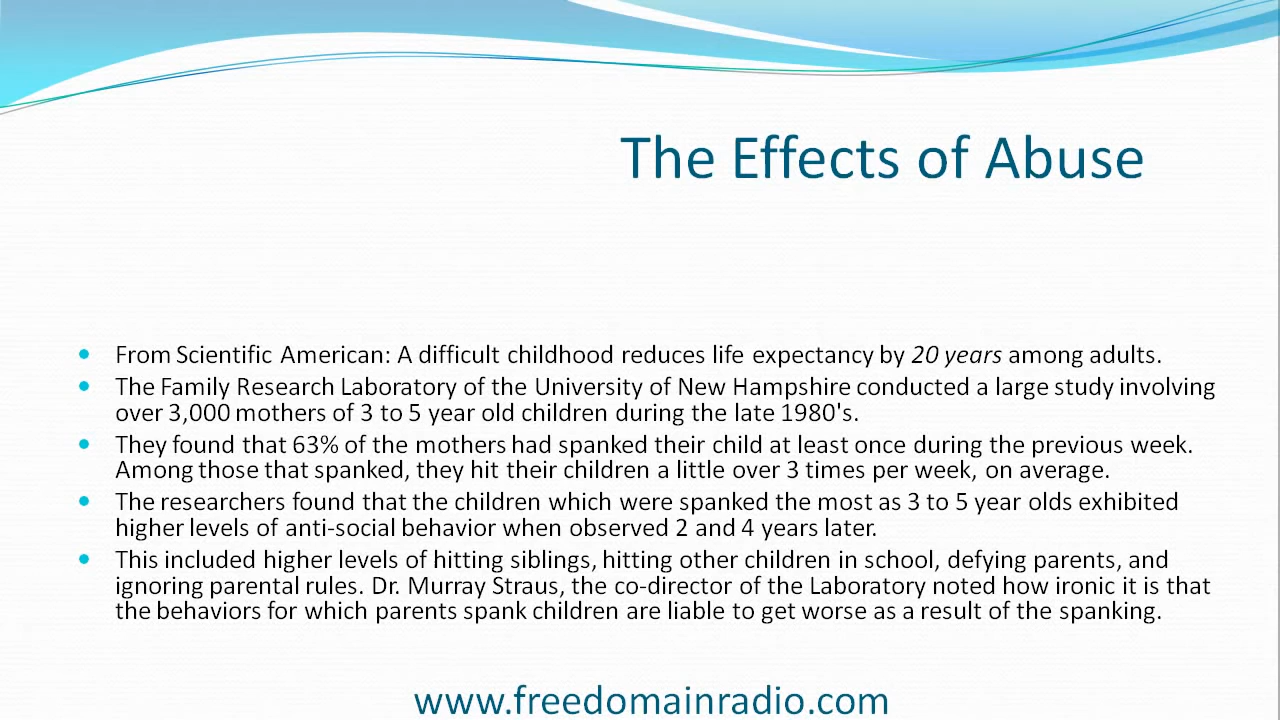 The Effects of Abuse
From Scientific American: A difficult childhood reduces life expectancy by 20 years among adults.
The Family Research Laboratory of the University of New Hampshire conducted a large study involving
over 3,000 mothers of 3 to 5 year old children during the late 1980's.
They found that 63% of the mothers had spanked their child at least once during the previous week.
Among those that spanked, they hit their children a little over 3 times per week, on average.
The researchers found that the children which were spanked the most as 3 to 5 year olds exhibited
higher levels of anti-social behavior when observed 2 and 4 years later.
This included higher levels of hitting siblings, hitting other children in school, defying parents, and
ignoring parental rules. Dr. Murray Straus, the co-director of the Laboratory noted how ironic it is that
the behaviors for which parents spank children are liable to get worse as a result of the spanking.
www.freedomainradio.com